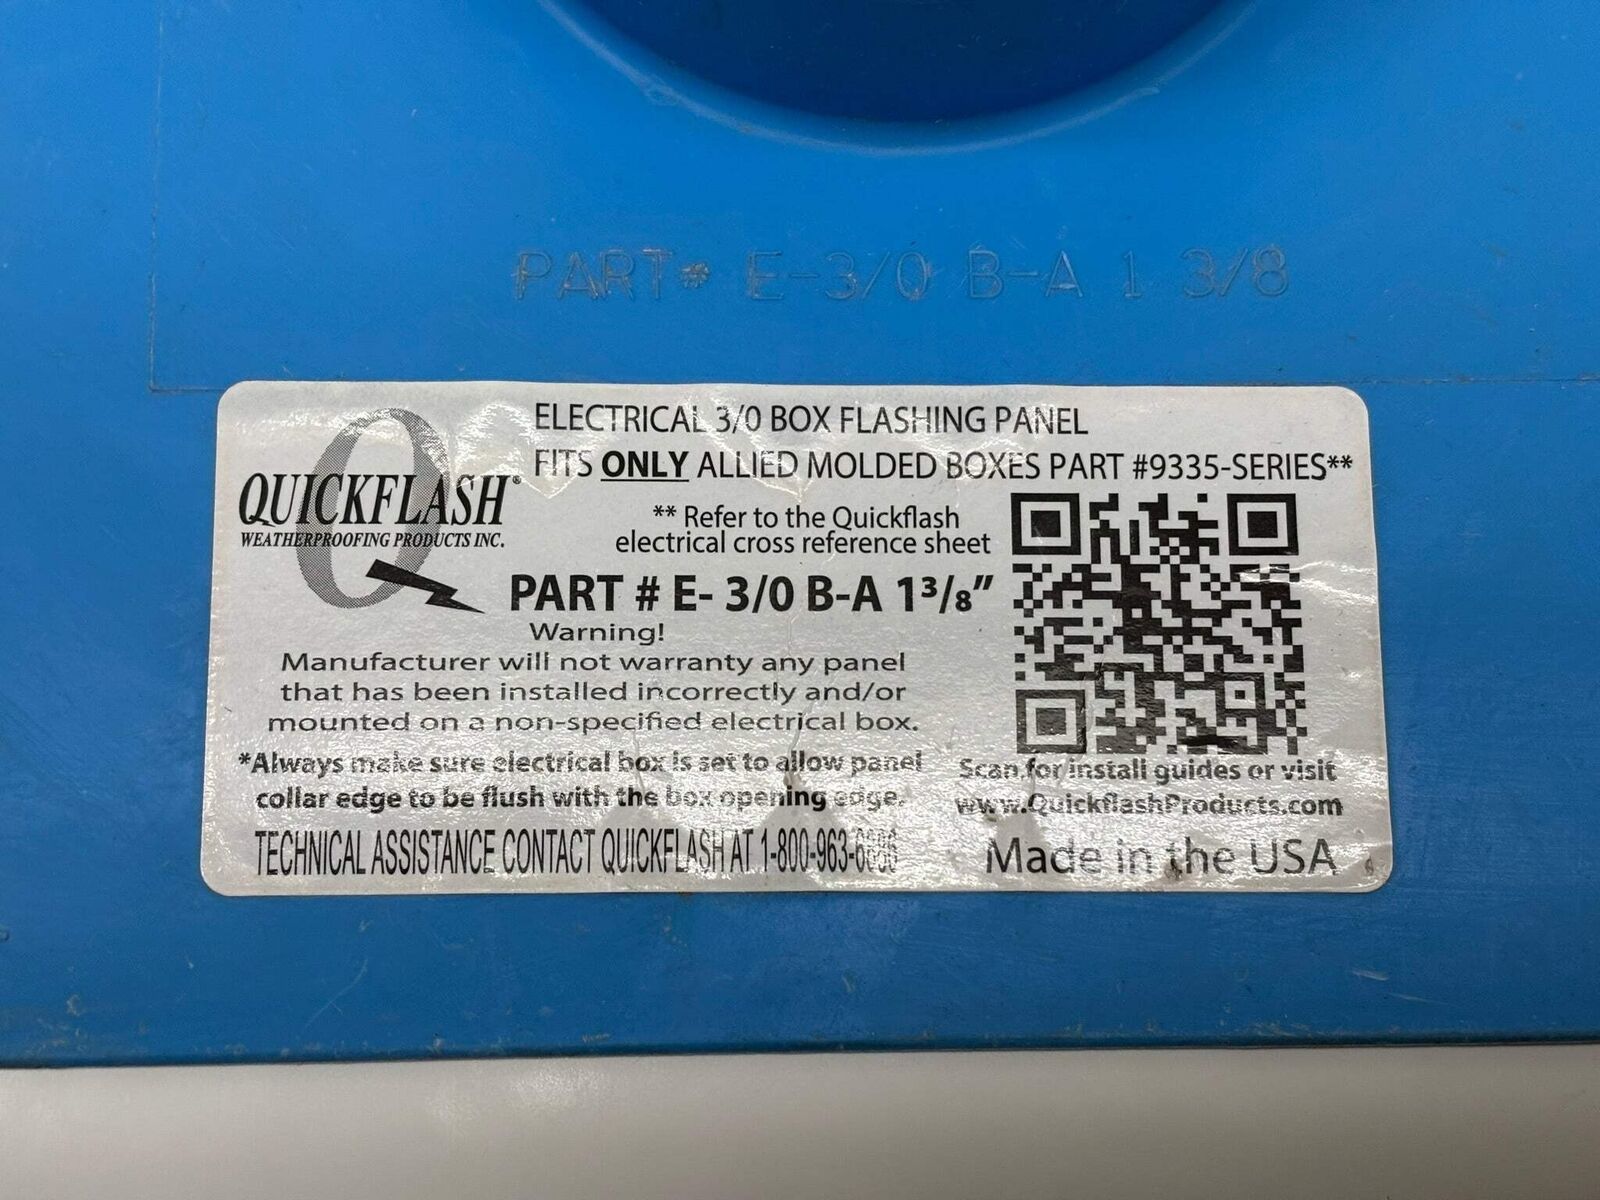 PART# E-3/0 B-A 1 3/8
ELECTRICAL 3/0 BOX FLASHING PANEL
FITS ONLY ALLIED MOLDED BOXES PART #9335-SERIES**
QUICKFLASH®
WEATHERPROOFING PRODUCTS INC.
** Refer to the Quickflash
electrical cross reference sheet
PART # E- 3/0 B-A 1³/₈"
Warning!
Manufacturer will not warranty any panel
that has been installed incorrectly and/or
mounted on a non-specified electrical box.
*Always make sure electrical box is set to allow panel
collar edge to be flush with the box opening edge.
TECHNICAL ASSISTANCE CONTACT QUICKFLASH AT
Scan for install guides or visit
www.QuickflashProducts.com
Made in the USA